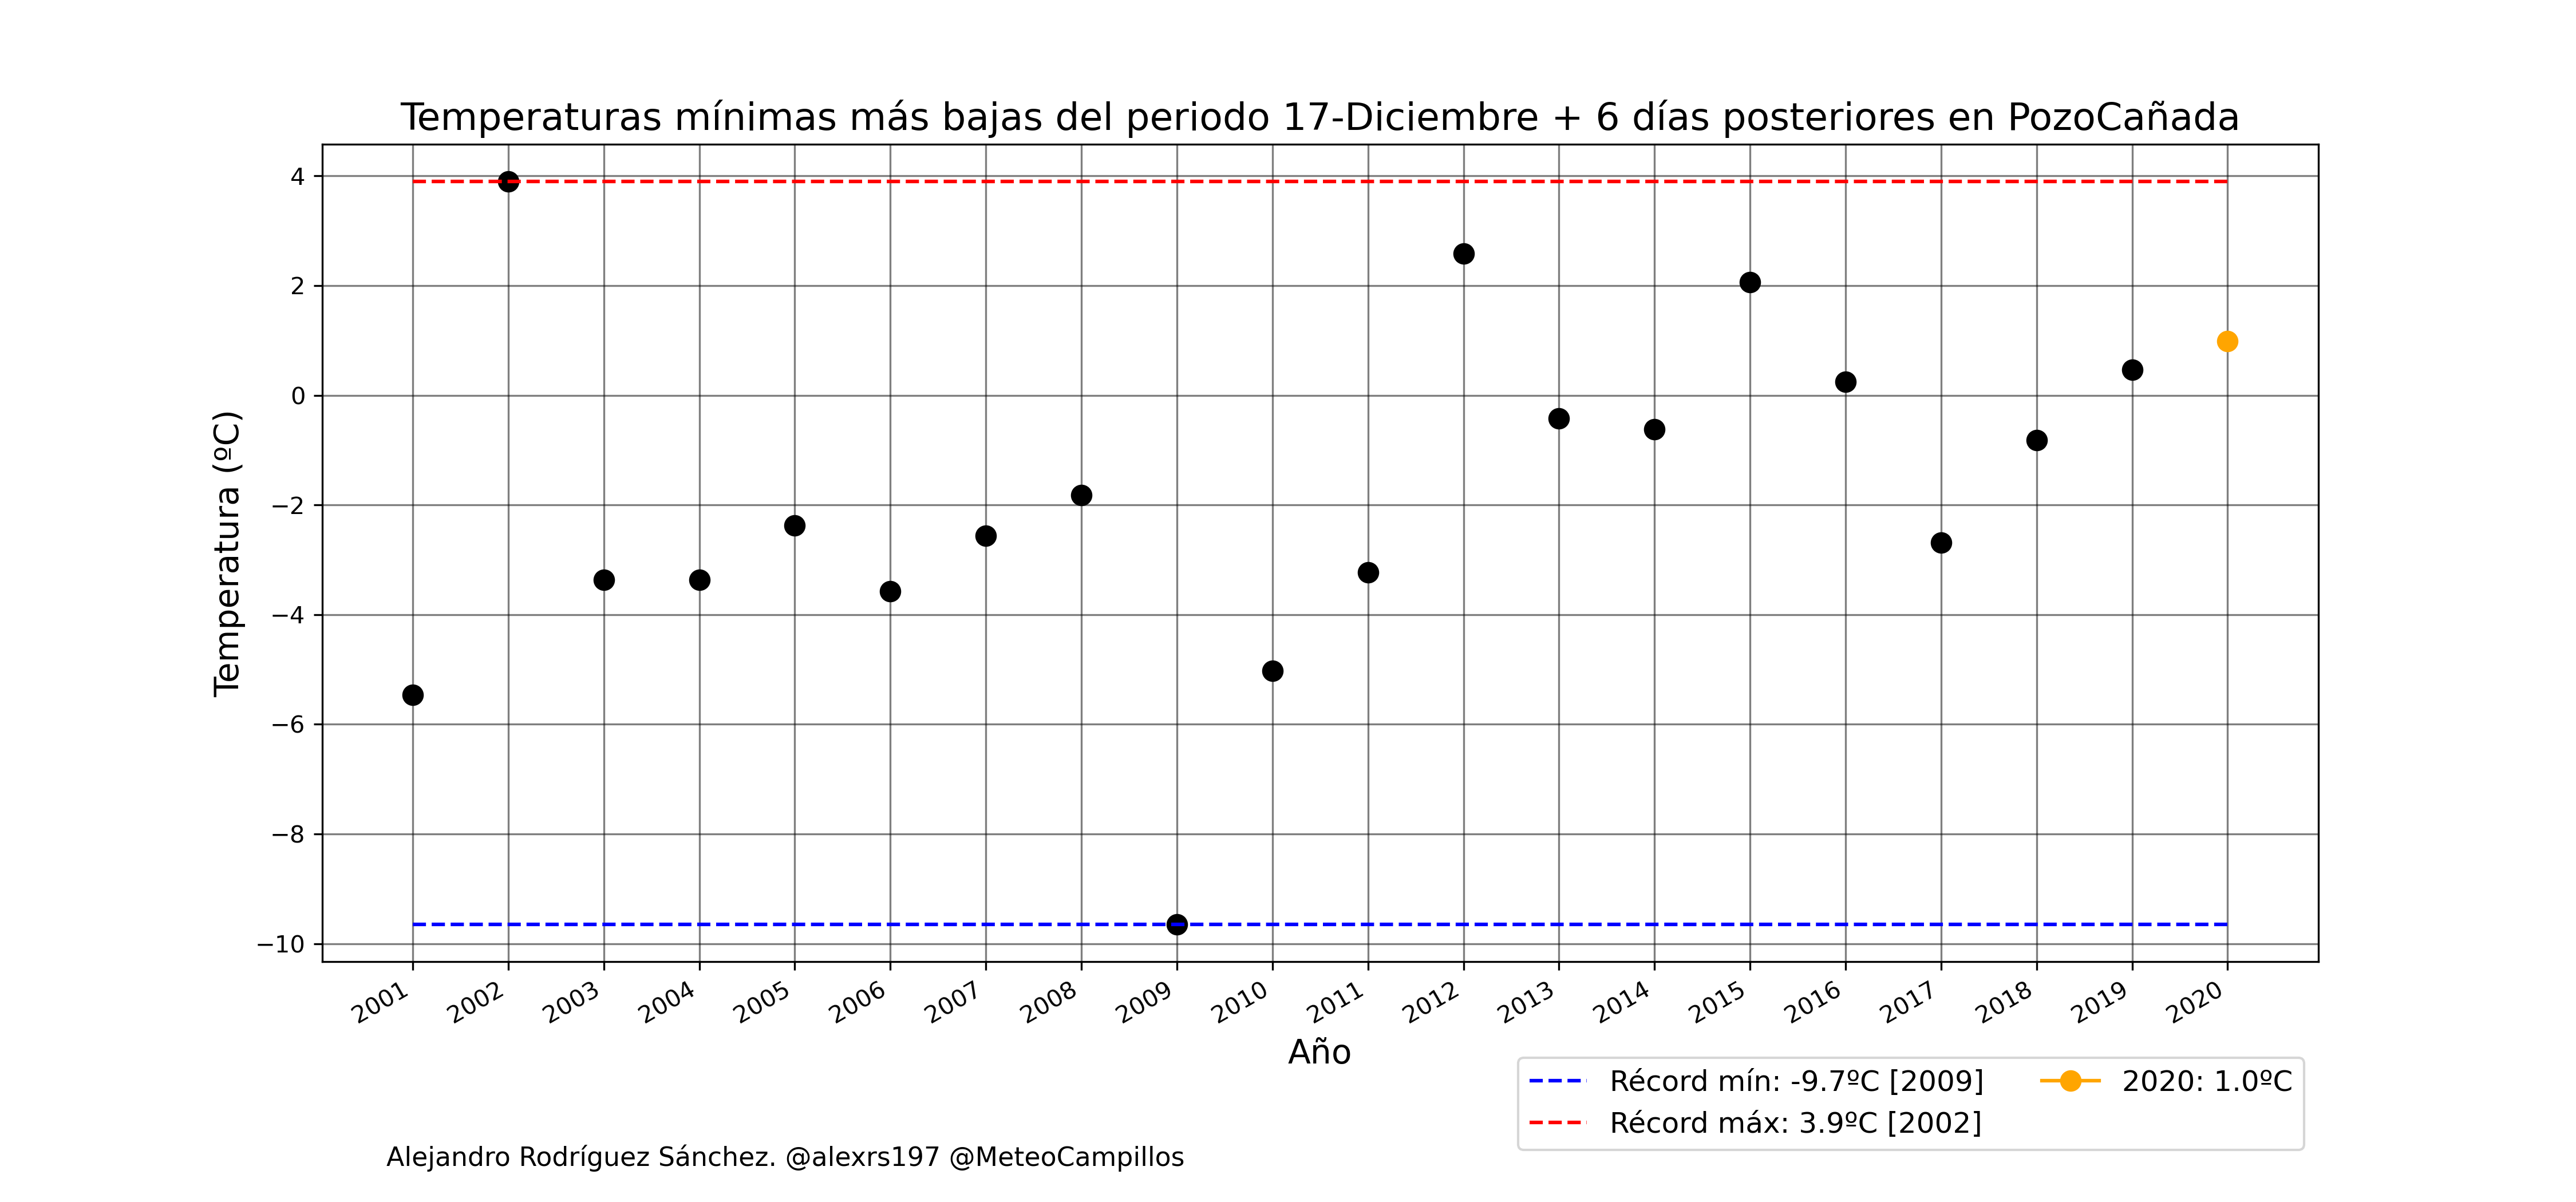 Temperaturas mínimas más bajas del periodo 17-Diciembre + 6 días posteriores en PozoCañada
Temperatura (ºC)
4
2
0
−2
−4
−6
−8
−10
2001 2002 2003 2004 2005 2006 2007 2008 2009 2010 2011 2012 2013 2014 2015 2016 2017 2018 2019 2020
Año
Récord mín: -9.7ºC [2009]
Récord máx: 3.9ºC [2002]
2020: 1.0ºC
Alejandro Rodríguez Sánchez. @alexrs197 @MeteoCampillos